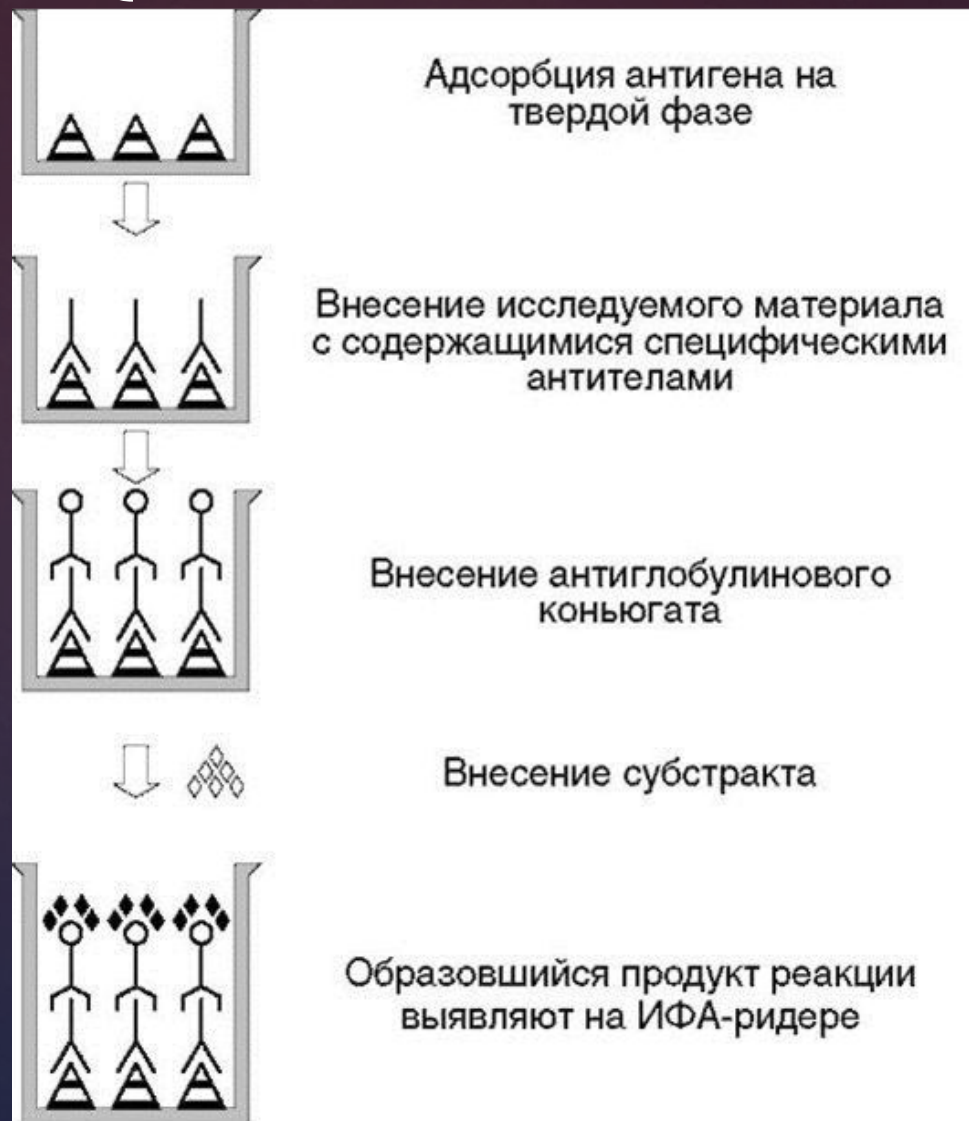 Адсорбция антигена на
твердой фазе
Внесение исследуемого материала
с содержащимися специфическими
антителами
Внесение антиглобулинового
коньюгата
Внесение субстракта
Образовшийся продукт реакции
выявляют на ИФА-ридере